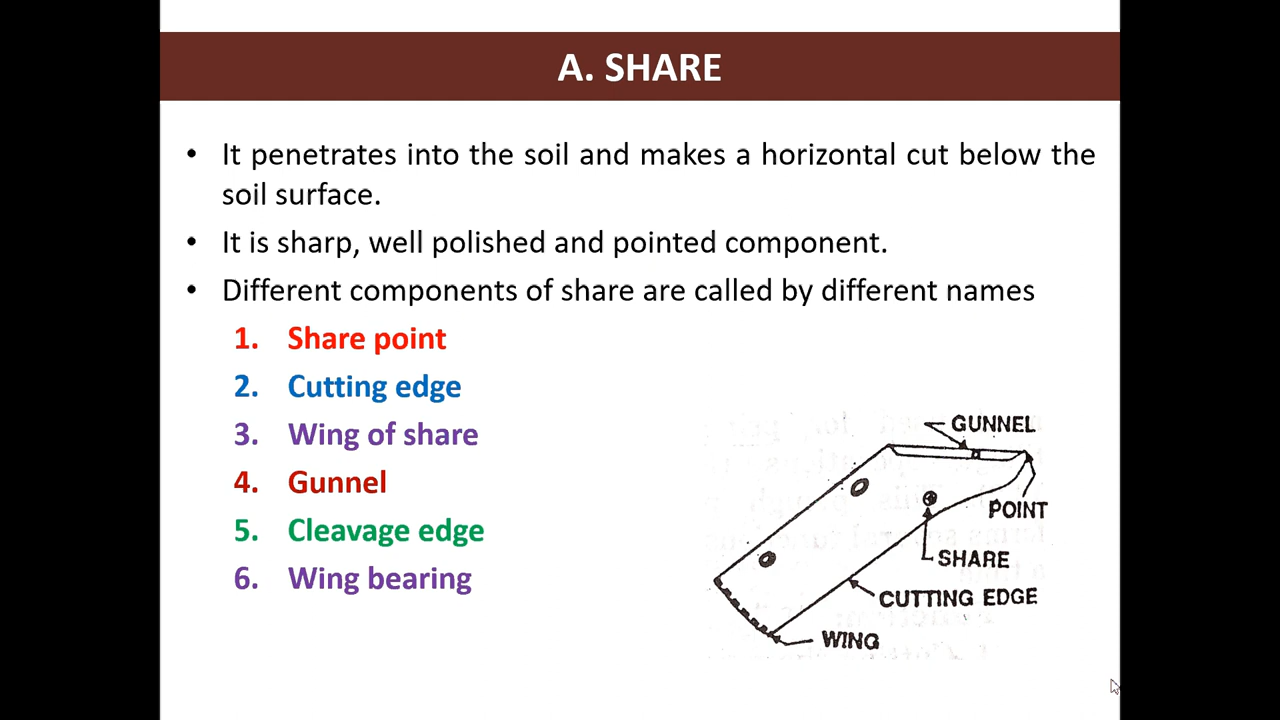 A. SHARE
• It penetrates into the soil and makes a horizontal cut below the
soil surface.
• It is sharp, well polished and pointed component.
• Different components of share are called by different names
1. Share point
2. Cutting edge
3. Wing of share
4. Gunnel
5. Cleavage edge
6. Wing bearing
GUNNEL
POINT
SHARE
CUTTING EDGE
WING